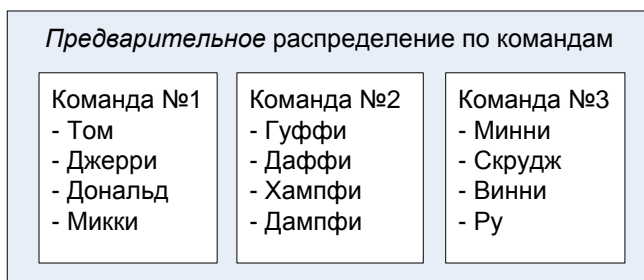 Предварительное распределение по командам
Команда №1
- Том
- Джерри
- Дональд
- Микки
Команда №2
- Гуффи
- Даффи
- Хампфи
- Дампфи
Команда №3
- Минни
- Скрудж
- Винни
- Ру